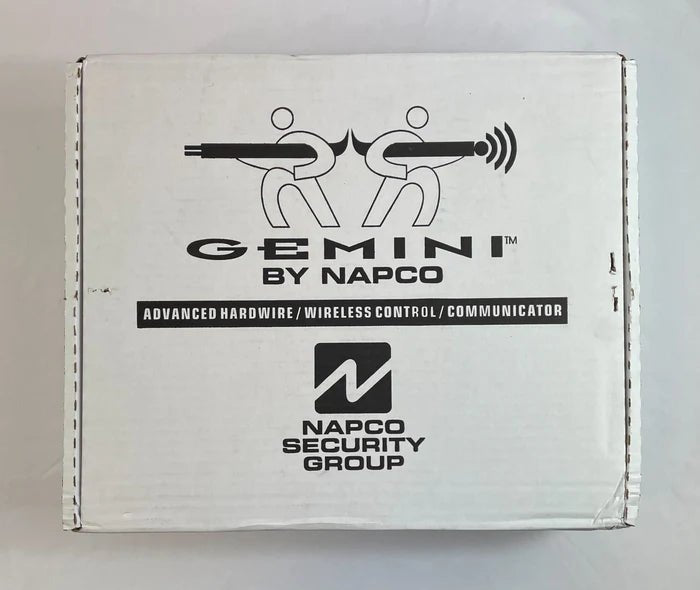 GEMINI™
BY NAPCO
ADVANCED HARDWIRE/WIRELESS CONTROL/COMMUNICATOR
NAPCO
SECURITY
GROUP